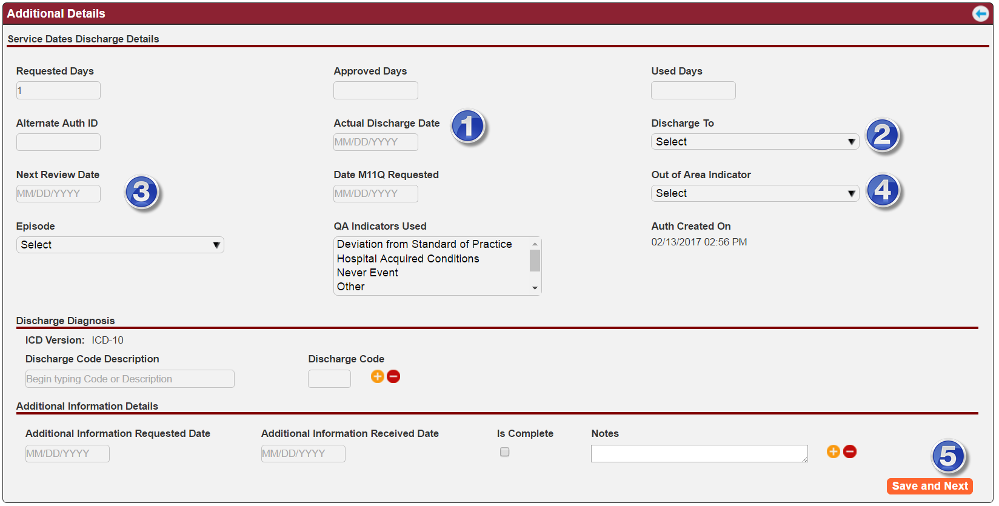 Additional Details
Service Dates Discharge Details
Requested Days Approved Days Used Days
1
Alternate Auth ID Actual Discharge Date 1 Discharge To
MM/DD/YYYY Select 2
Next Review Date Date M11Q Requested Out of Area Indicator
MM/DD/YYYY 3 MM/DD/YYYY Select 4
Episode QA Indicators Used Auth Created On
Select Deviation from Standard of Practice 02/13/2017 02:56 PM
Hospital Acquired Conditions
Never Event
Other
Discharge Diagnosis
ICD Version: ICD-10
Discharge Code Description Discharge Code
Begin typing Code or Description
Additional Information Details
Additional Information Requested Date Additional Information Received Date Is Complete Notes
MM/DD/YYYY MM/DD/YYYY 5
Save and Next